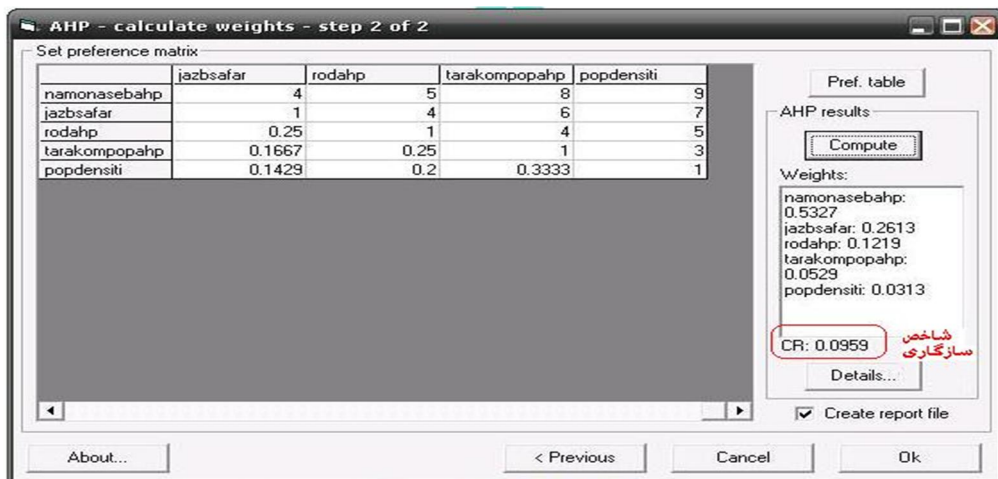 AHP - calculate weights - step 2 of 2
Set preference matrix
jazbsafar rodahp tarakompopahp popdensiti
namonasebahp 4 5 8 9
jazbsafar 1 4 6 7
rodahp 0.25 1 4 5
tarakompopahp 0.1667 0.25 1 3
popdensiti 0.1429 0.2 0.3333 1
Pref. table
AHP results
Compute
Weights:
namonasebahp:
0.5327
jazbsafar: 0.2613
rodahp: 0.1219
tarakompopahp:
0.0529
popdensiti: 0.0313
CR: 0.0959
شاخص
سازگاری
Details...
Create report file
About...
< Previous
Cancel
Ok